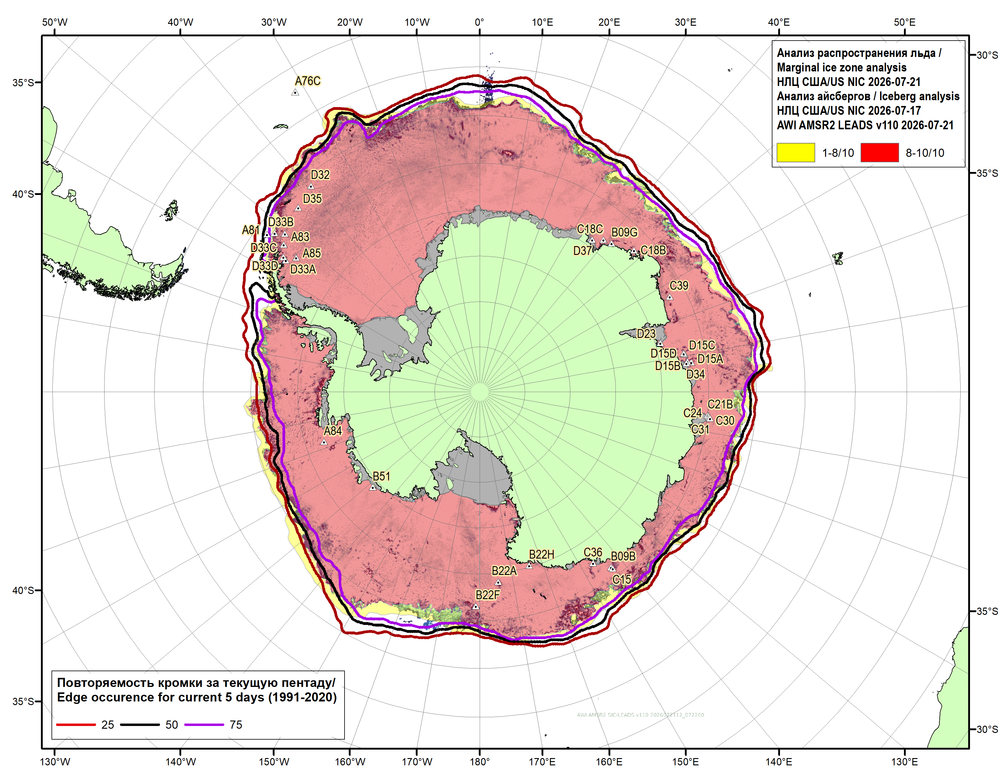 50°W 40°W 30°W 20°W 10°W 0° 10°E 20°E 30°E 40°E 50°E
Анализ распространения льда /
Marginal ice zone analysis
НЛЦ США/US NIC 2026-07-21
Анализ айсбергов / Iceberg analysis
НЛЦ США/US NIC 2026-07-17
AWI AMSR2 LEADS v110 2026-07-21
1-8/10 8-10/10
30°S
35°S
A76C
35°S
D32
40°S
D35
D33B
A81
C18C
B09G
A83
D33C
D37
C18B
A85
D33D
D33A
C39
D23
D15C
D15D
D15A
D15B
D34
C21B
C24
C30
C31
A84
B51
C36
B22H
B09B
B22A
C15
40°S
B22F
35°S
Повторяемость кромки за текущую пентаду/
Edge occurence for current 5 days (1991-2020)
25 50 75
35°S
AWI AMSR2 SIC-LEADS v110 2026072112_072200
30°S
130°W 140°W 150°W 160°W 170°W 180° 170°E 160°E 150°E 140°E 130°E